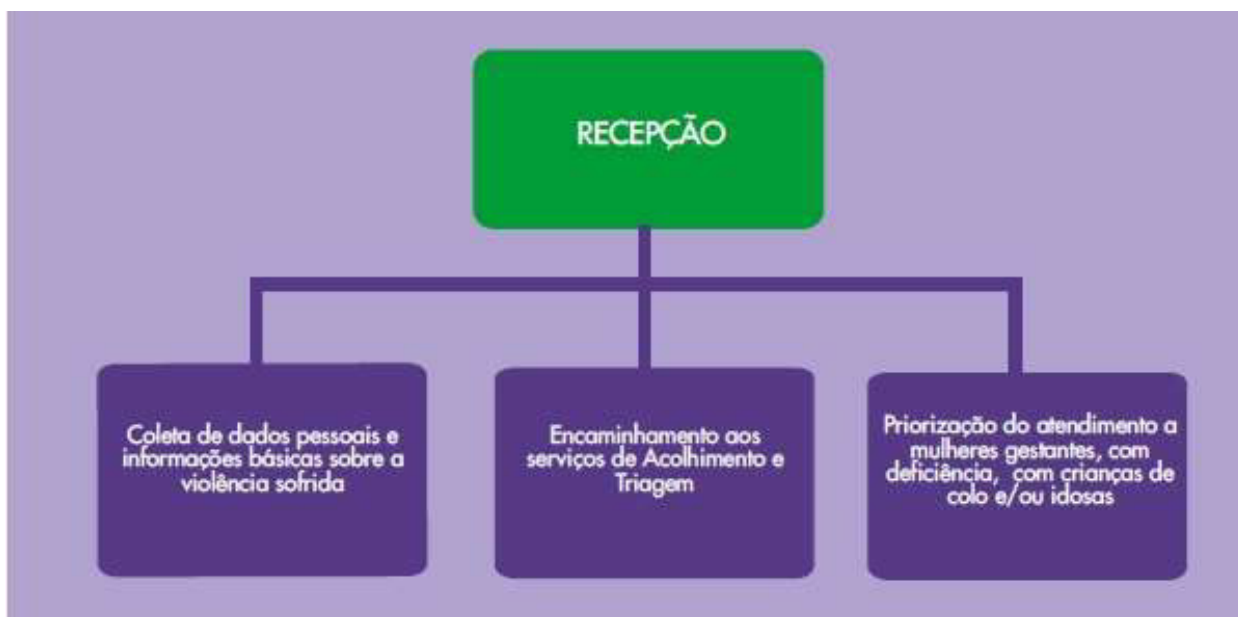 RECEPÇÃO
Coleta de dados pessoais e
informações básicas sobre a
violência sofrida
Encaminhamento aos
serviços de Acolhimento e
Triagem
Priorização do atendimento a
mulheres gestantes, com
deficiência, com crianças de
colo e/ou idosas